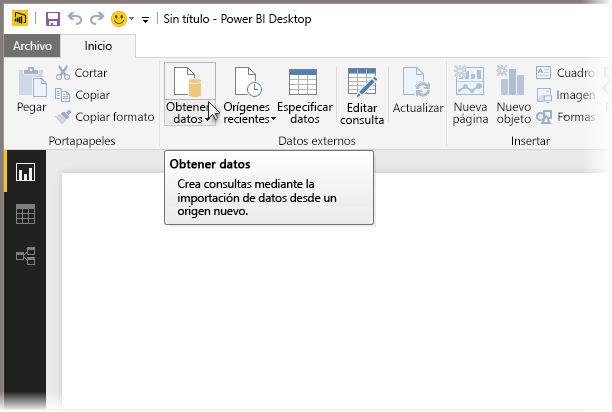 Sin título - Power BI Desktop
Archivo
Inicio
Pegar
Cortar
Copiar
Copiar formato
Portapapeles
Obtener
datos
Orígenes
recientes
Especificar
datos
Editar
consulta
Actualizar
Datos externos
Nueva
página
Nuevo
objeto
Cuadro
Imagen
Formas
Insertar
Obtener datos
Crea consultas mediante la
importación de datos desde un
origen nuevo.